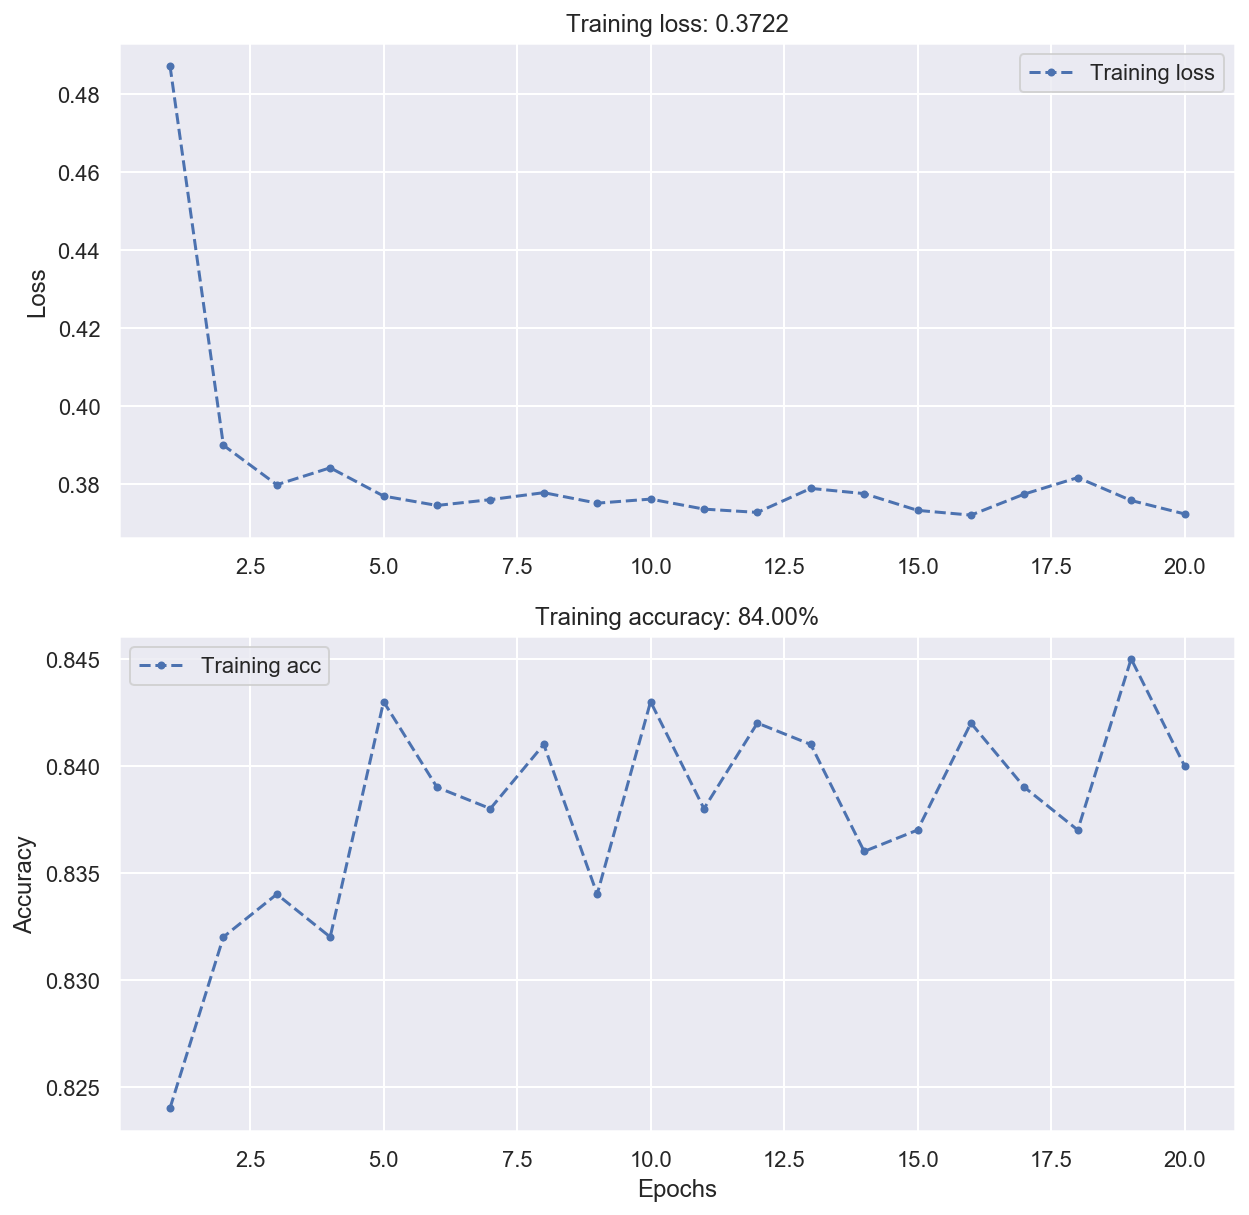 Training loss: 0.3722
Training loss
0.48
0.46
0.44
0.42
0.40
0.38
Loss
2.5 5.0 7.5 10.0 12.5 15.0 17.5 20.0
Training accuracy: 84.00%
Training acc
0.845
0.840
0.835
0.830
0.825
Accuracy
2.5 5.0 7.5 10.0 12.5 15.0 17.5 20.0
Epochs